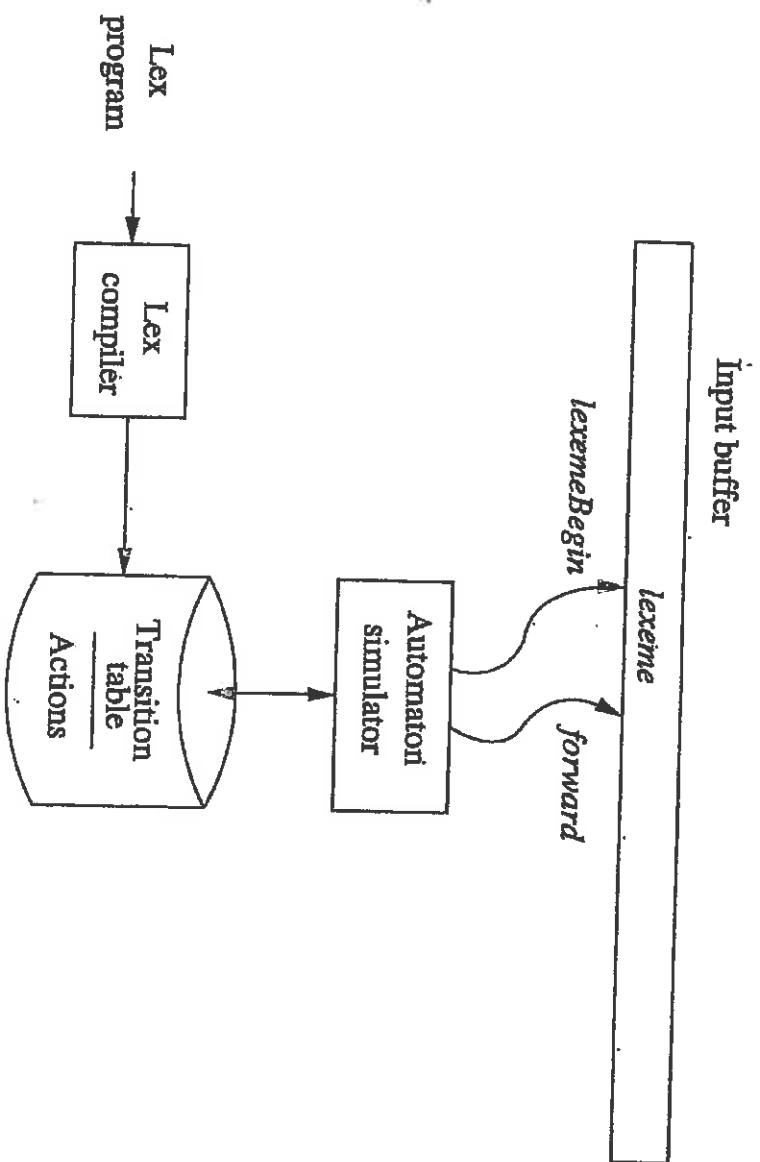 Input buffer
lexeme
lexemeBegin
forward
Automaton
simulator
Lex
program
Lex
compiler
Transition
table
Actions